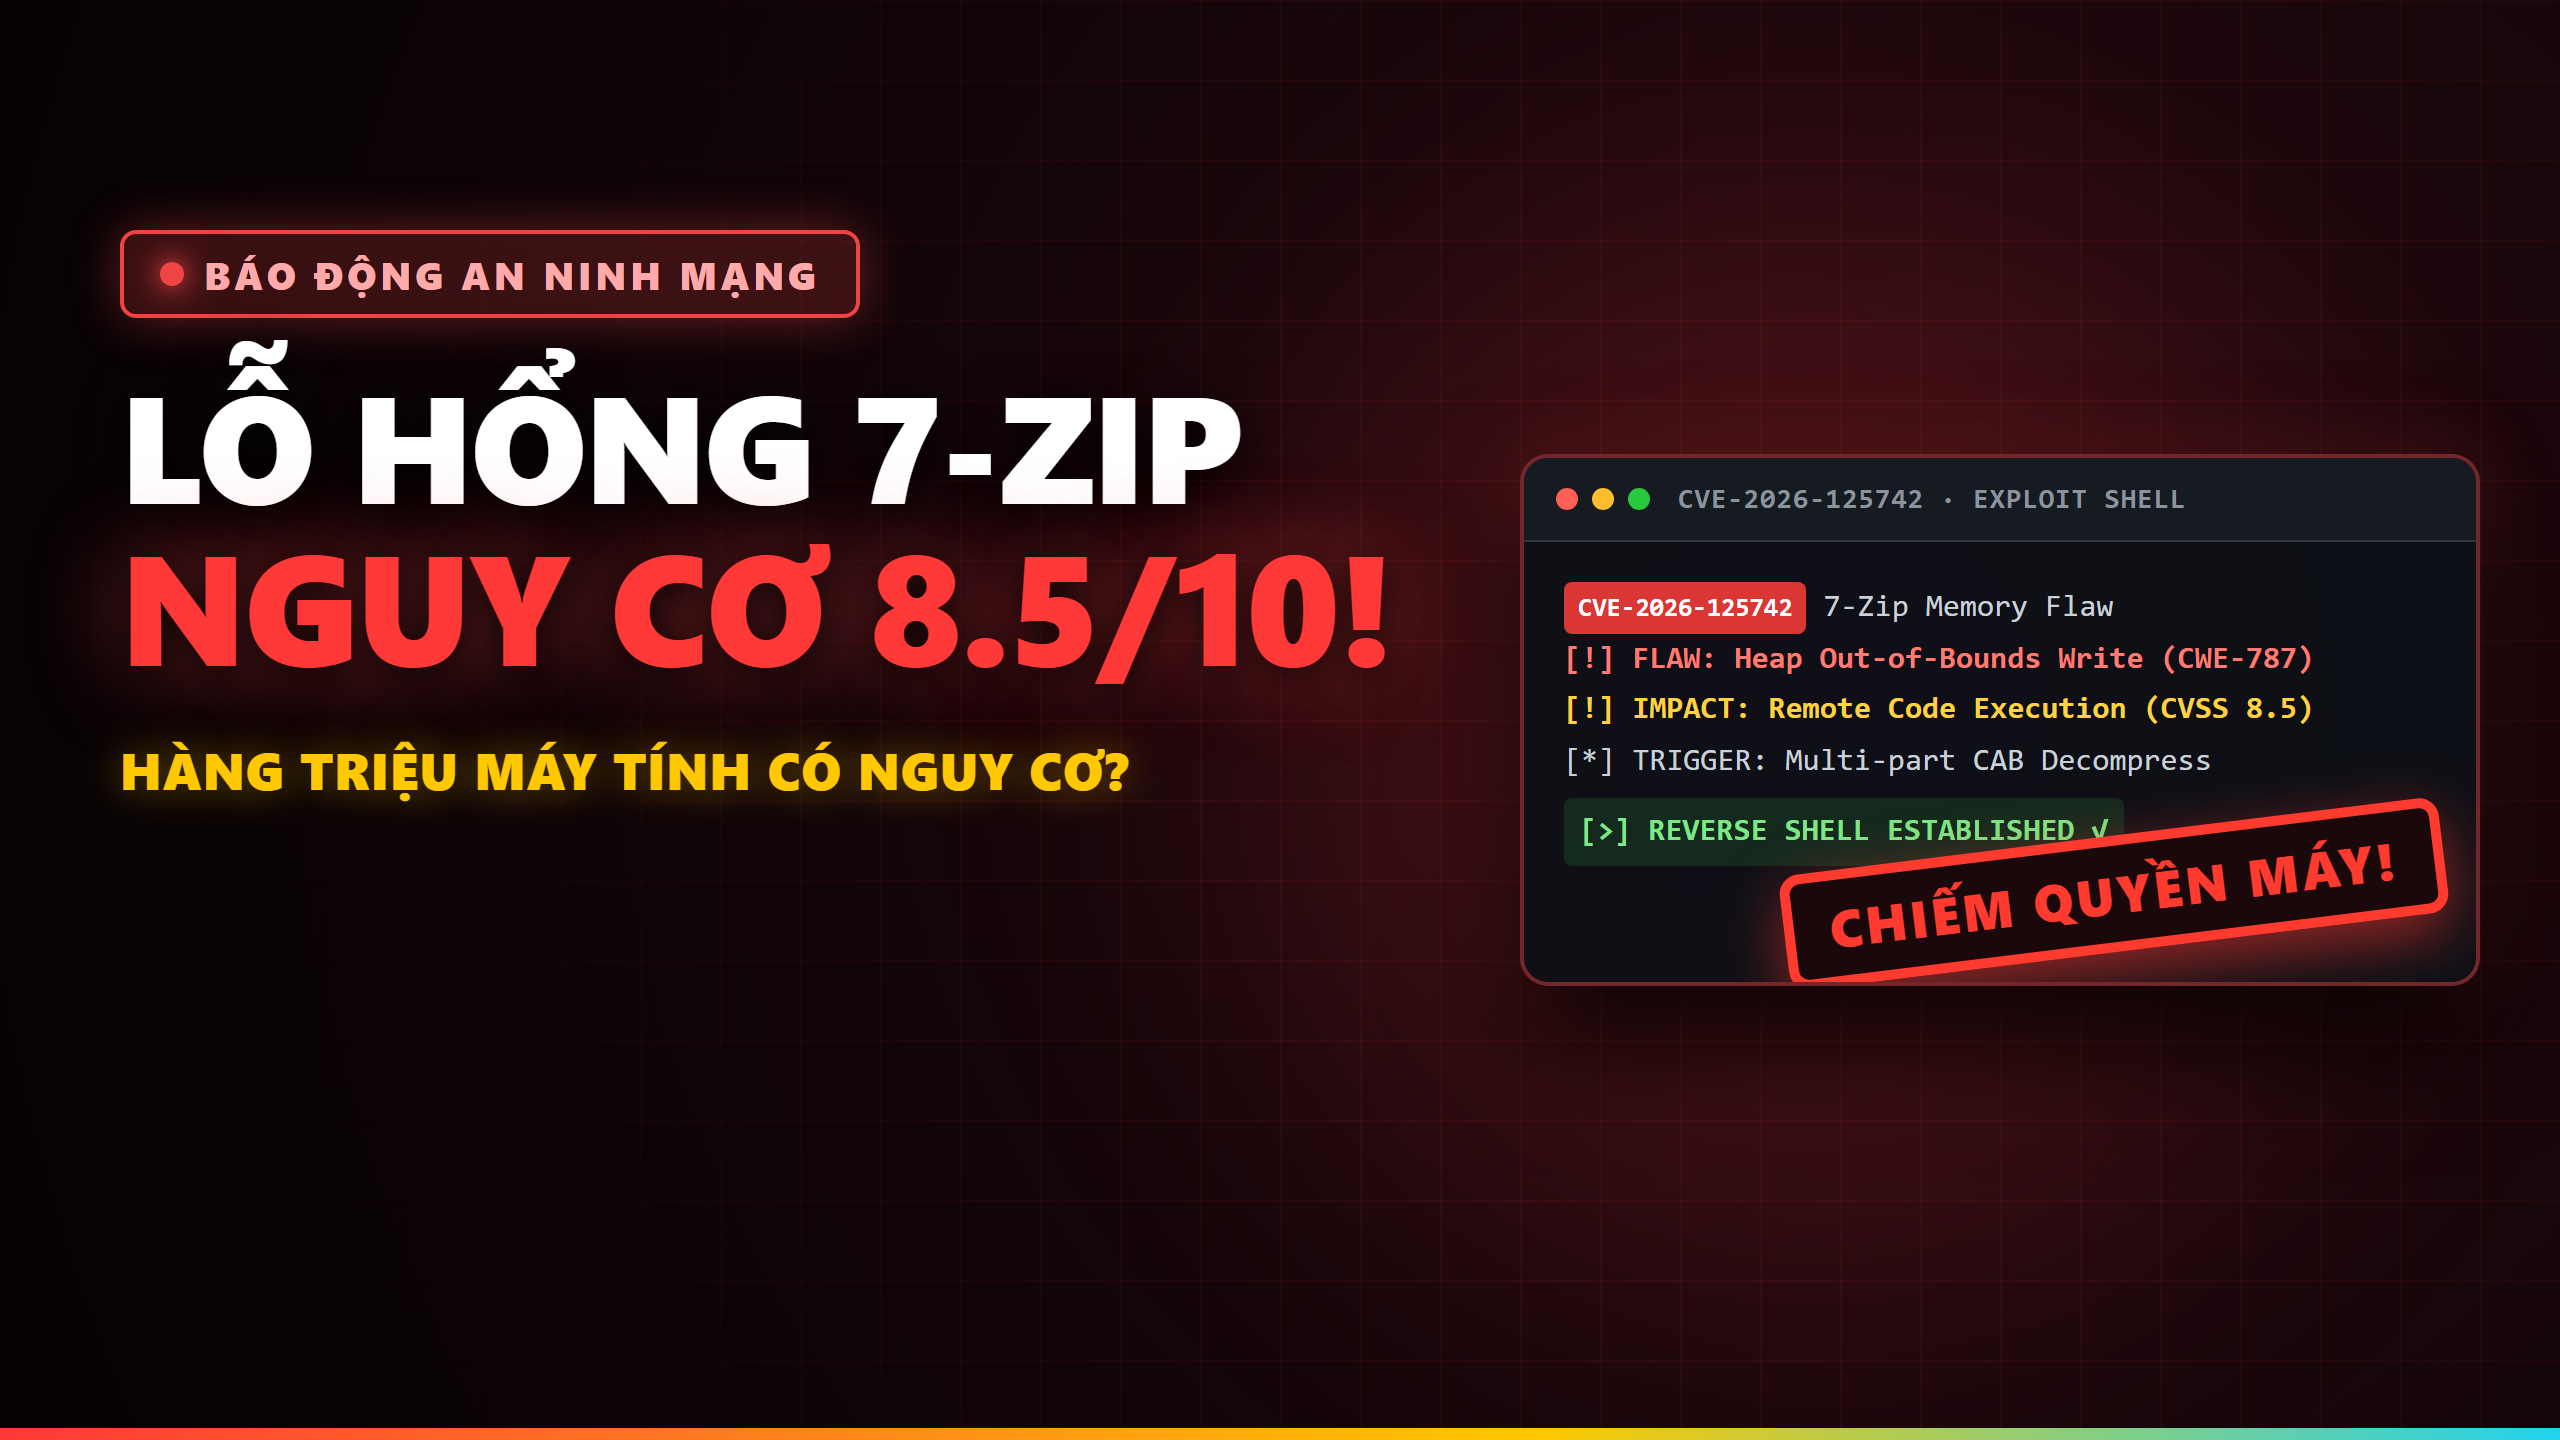 BÁO ĐỘNG AN NINH MẠNG
LỖ HỔNG 7-ZIP
NGUY CƠ 8.5/10!
HÀNG TRIỆU MÁY TÍNH CÓ NGUY CƠ?
CVE-2026-125742 · EXPLOIT SHELL
CVE-2026-125742 7-Zip Memory Flaw
[!] FLAW: Heap Out-of-Bounds Write (CWE-787)
[!] IMPACT: Remote Code Execution (CVSS 8.5)
[*] TRIGGER: Multi-part CAB Decompress
[>] REVERSE SHELL ESTABLISHED √
CHIẾM QUYỀN MÁY!